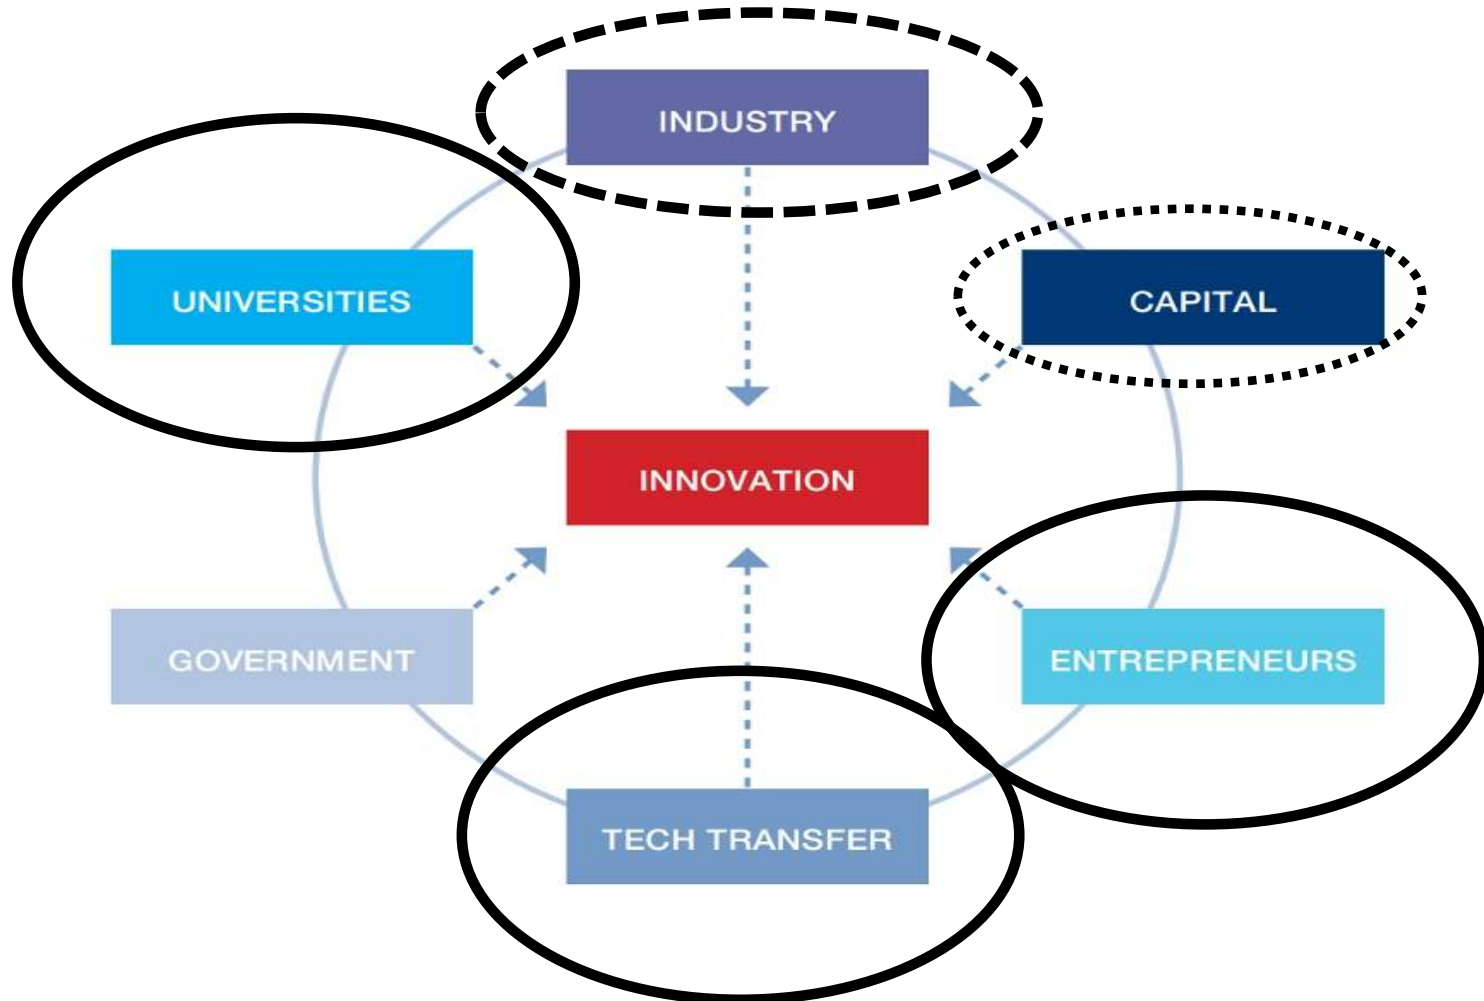 INDUSTRY
UNIVERSITIES
CAPITAL
INNOVATION
GOVERNMENT
ENTREPRENEURS
TECH TRANSFER